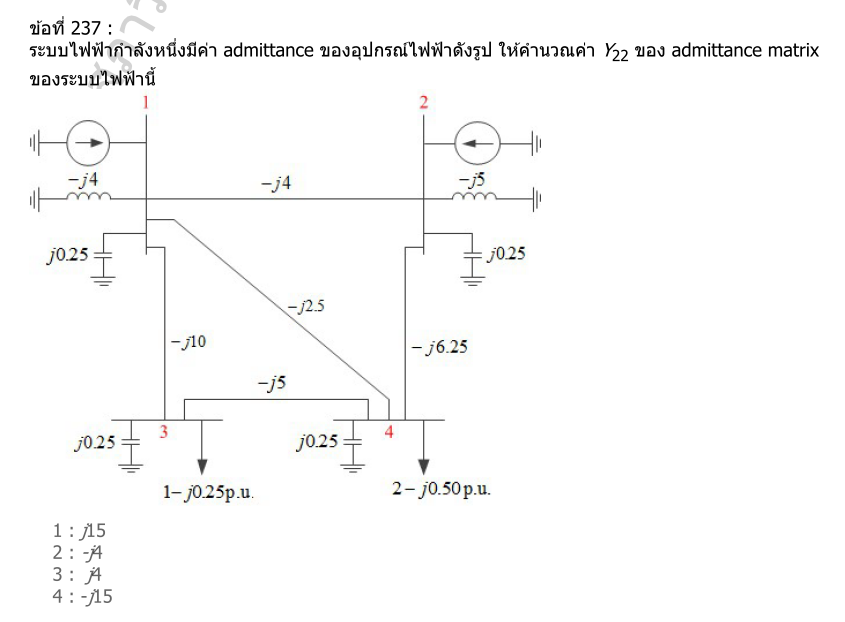 ข้อที่ 237 :
ระบบไฟฟ้ากำลังหนึ่งมีค่า admittance ของอุปกรณ์ไฟฟ้าดังรูป ให้คำนวณค่า Y22 ของ admittance matrix
ของระบบไฟฟ้านี้
1 2
-j4 -j4 -j5
j0.25 j0.25
-j2.5
-j10 -j6.25
-j5
j0.25 3 j0.25 4
1-j0.25p.u. 2-j0.50p.u.
1 : j15
2 : -j4
3 : j4
4 : -j15